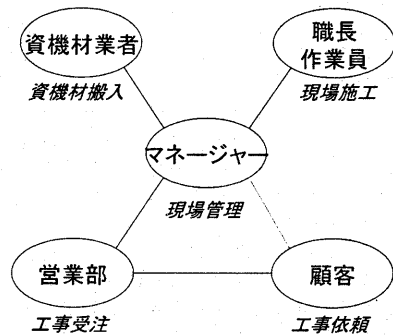 資機材業者
資機材搬入
職長
作業員
現場施工
マネージャー
現場管理
営業部
工事受注
顧客
工事依頼